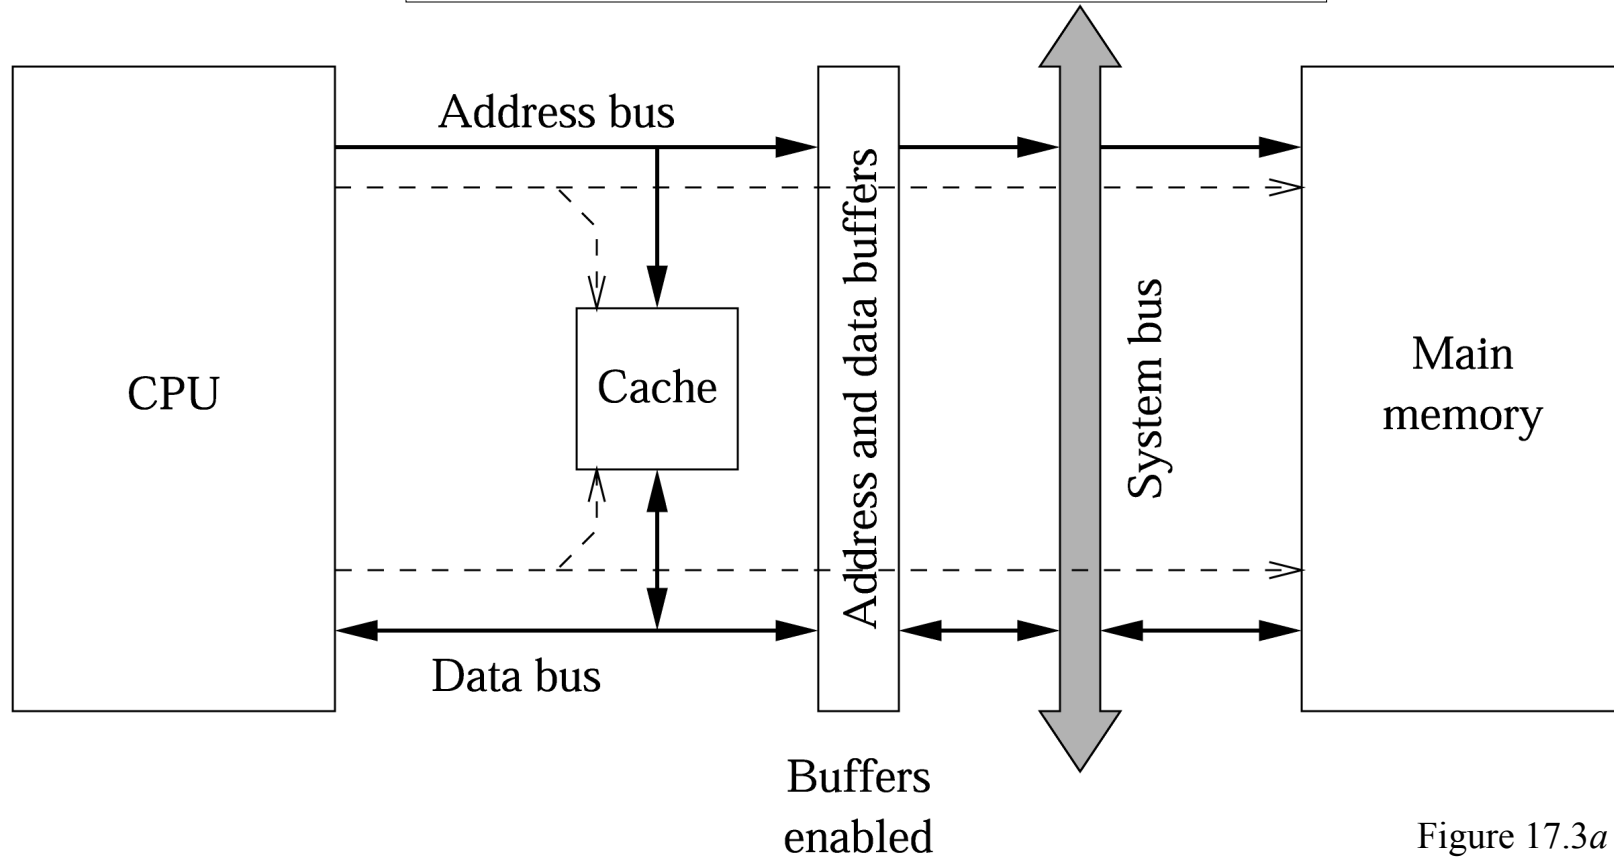 Address bus
Address and data buffers
System bus
CPU
Cache
Main
memory
Data bus
Buffers
enabled
Figure 17.3a